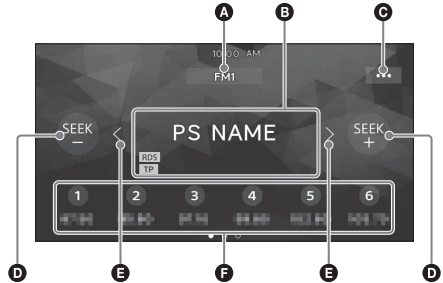 A B C
10:00 AM
FM1
SEEK
−
PS NAME
SEEK
+
RDS
TP
1 2 3 4 5 6
D E F E D